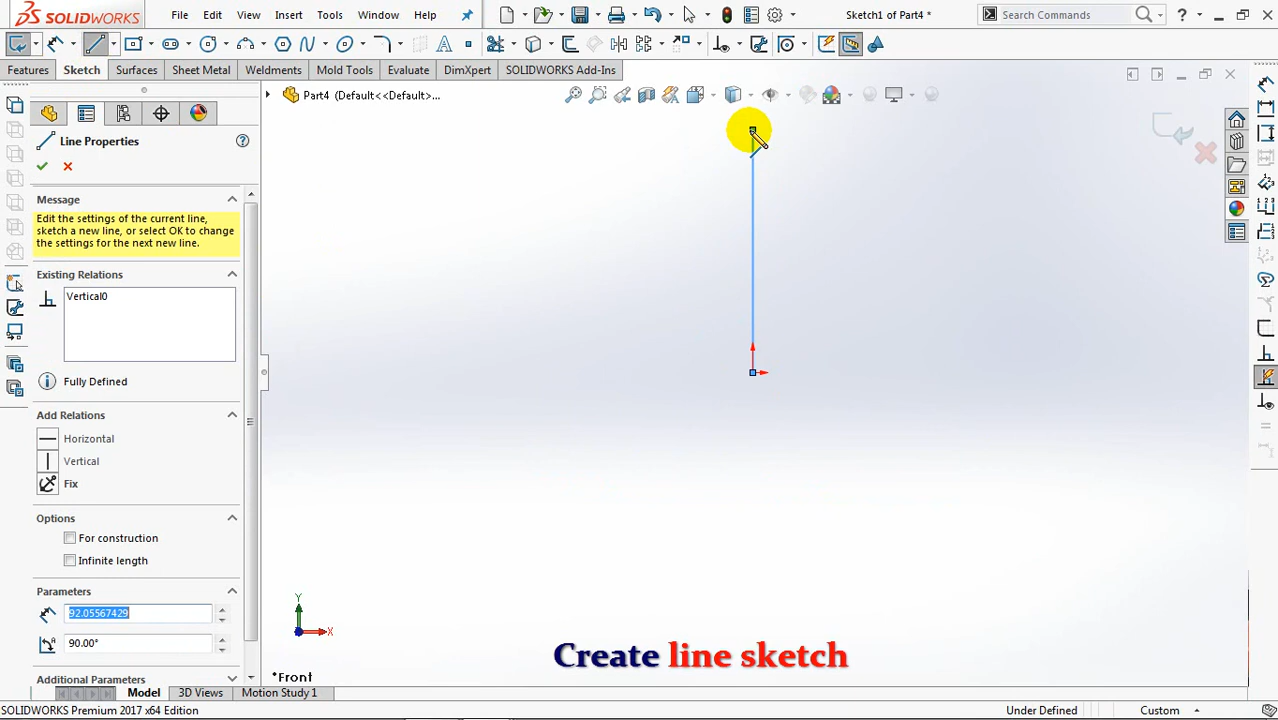 SOLIDWORKS
File Edit View Insert Tools Window Help
Sketch1 of Part4 *
Search Commands
Features Sketch Surfaces Sheet Metal Weldments Mold Tools Evaluate DimXpert SOLIDWORKS Add-Ins
Part4 (Default<<Default>...
Line Properties
Message
Edit the settings of the current line,
sketch a new line, or select OK to change
the settings for the next new line.
Existing Relations
Vertical0
Fully Defined
Add Relations
Horizontal
Vertical
Fix
Options
For construction
Infinite length
Parameters
92.05567429
90.00°
Additional Parameters
Y
X
Create line sketch
*Front
Model 3D Views Motion Study 1
SOLIDWORKS Premium 2017 x64 Edition
Under Defined
Custom